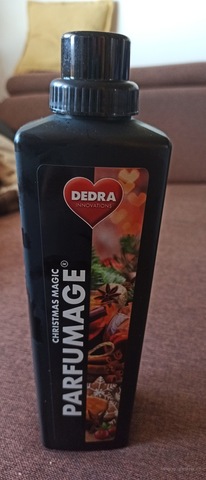 DEDRA
INNOVATIONS
CHRISTMAS MAGIC
PARFUMAGE®